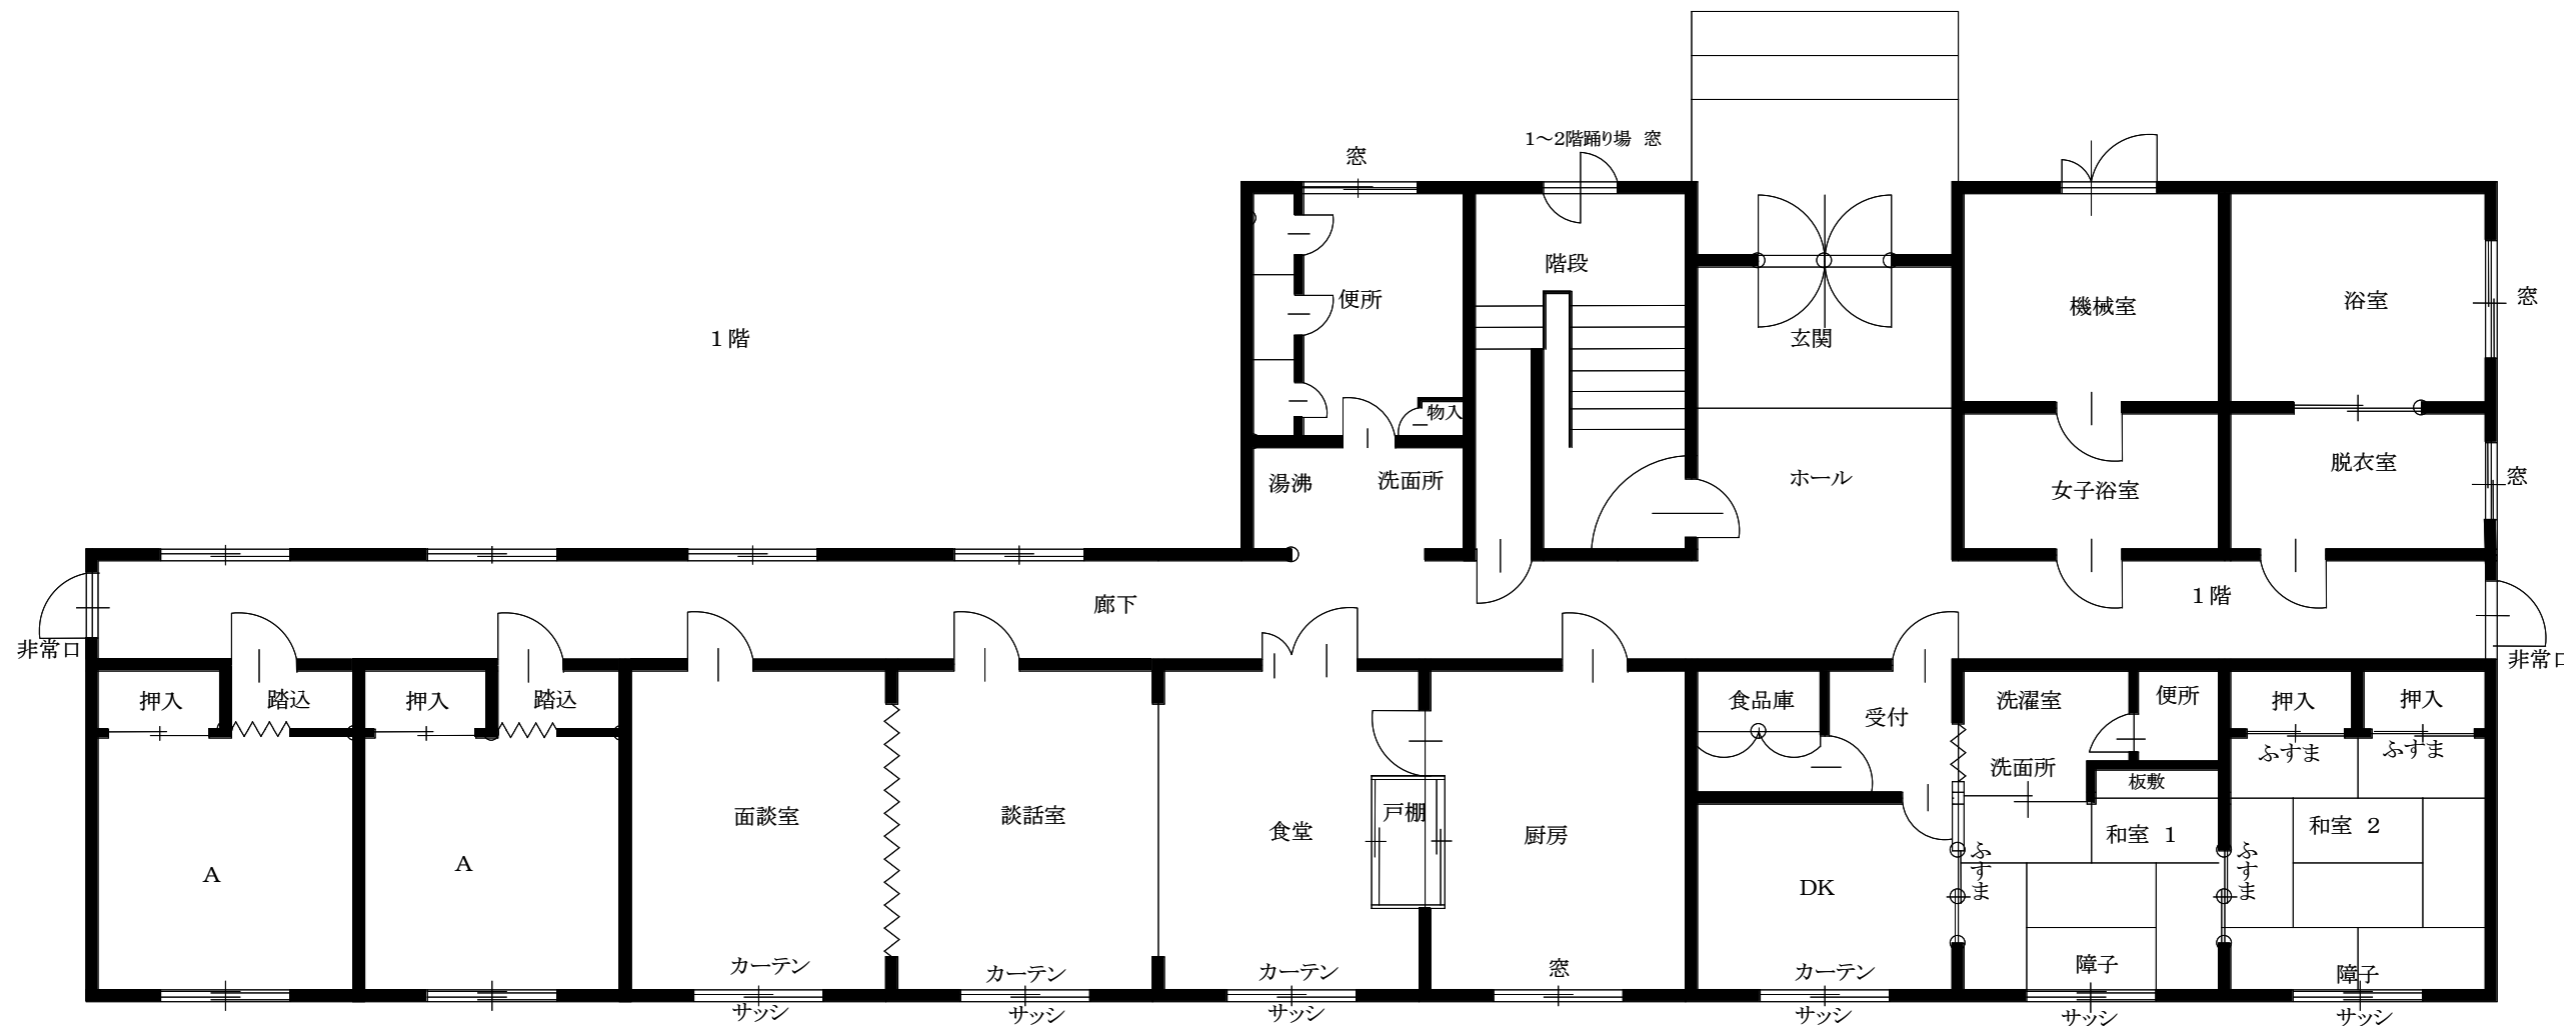 1～2階踊り場　窓
窓
階段
便所
機械室
浴室
窓
1階
玄関
物入
湯沸
洗面所
ホール
女子浴室
脱衣室
窓
廊下
1階
非常口
非常口
押入
踏込
押入
踏込
食品庫
受付
洗濯室
便所
押入
押入
ふすま
ふすま
洗面所
板敷
面談室
談話室
食堂
戸棚
厨房
和室 1
和室 2
A
A
DK
ふすま
ふすま
カーテン
カーテン
カーテン
窓
カーテン
障子
障子
サッシ
サッシ
サッシ
サッシ
サッシ
サッシ